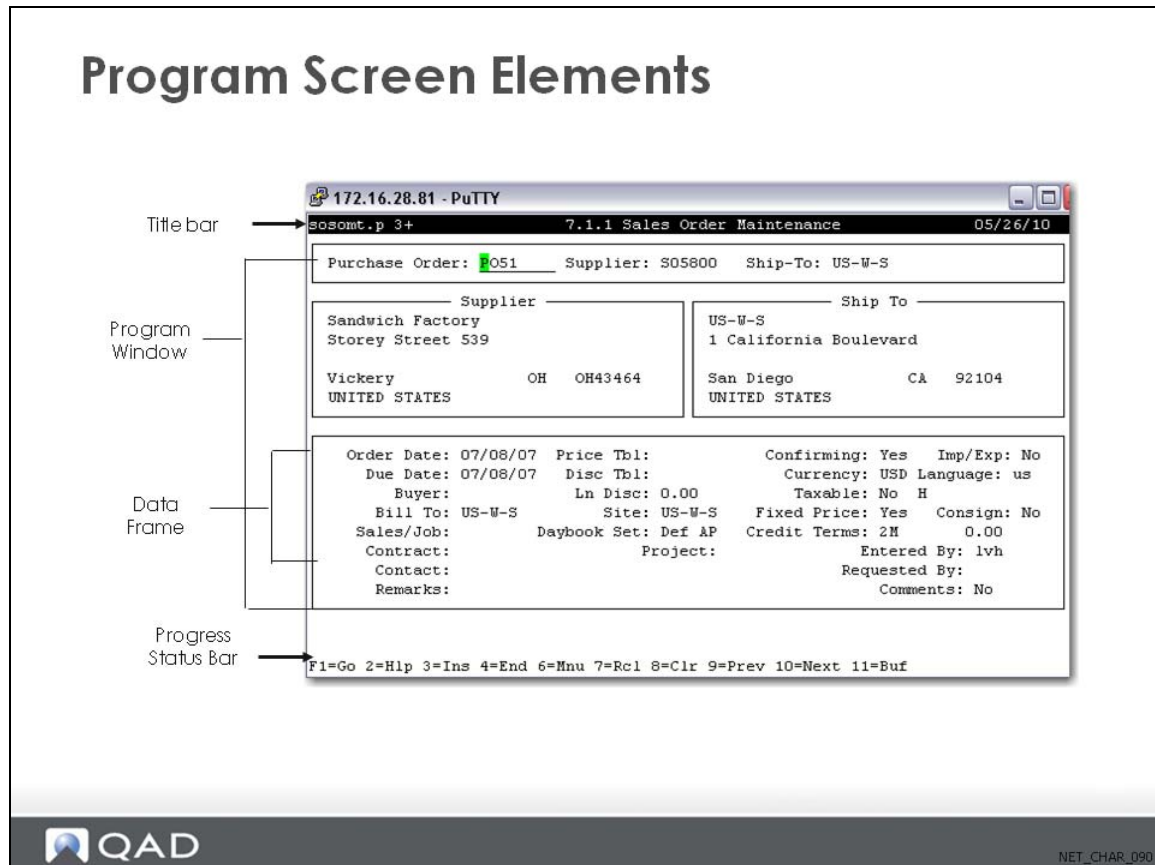 Program Screen Elements
172.16.28.81 - PuTTY
Title bar
sosomt.p 3+ 7.1.1 Sales Order Maintenance 05/26/10
Purchase Order: PO51 Supplier: S05800 Ship-To: US-W-S
Program
Window
Supplier
Sandwich Factory
Storey Street 539
Vickery OH OH43464
UNITED STATES
Ship To
US-W-S
1 California Boulevard
San Diego CA 92104
UNITED STATES
Data
Frame
Order Date: 07/08/07 Price Tbl: Confirming: Yes Imp/Exp: No
Due Date: 07/08/07 Disc Tbl: Currency: USD Language: us
Buyer: Ln Disc: 0.00 Taxable: No H
Bill To: US-W-S Site: US-W-S Fixed Price: Yes Consign: No
Sales/Job: Daybook Set: Def AP Credit Terms: 2M 0.00
Contract: Project: Entered By: lvh
Contact: Requested By:
Remarks: Comments: No
Progress
Status Bar
F1=Go 2=Hlp 3=Ins 4=End 6=Mnu 7=Rcl 8=Clr 9=Prev 10=Next 11=Buf
QAD
NET_CHAR_090